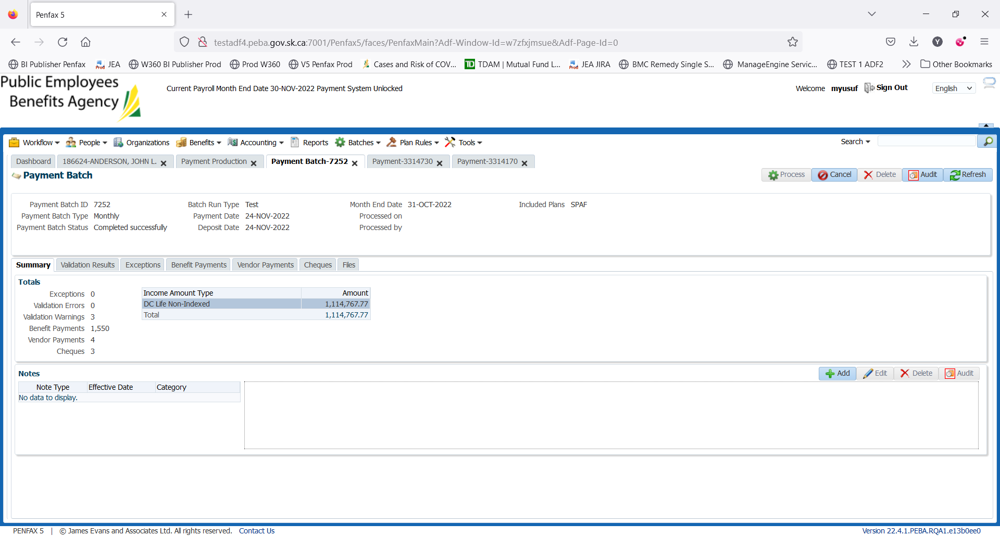 Penfax 5
testadf4.peba.gov.sk.ca:7001/Penfax5/faces/PenfaxMain?Adf-Window-Id=w7zfxjmsue&Adf-Page-Id=0
Y
BI Publisher Penfax JEA W360 BI Publisher Prod Prod W360 V5 Penfax Prod Cases and Risk of COV... TD TDAM | Mutual Fund L... JEA JIRA BMC Remedy Single S... ManageEngine Servic... TEST 1 ADF2 Other Bookmarks
Public Employees
Benefits Agency
Current Payroll Month End Date 30-NOV-2022 Payment System Unlocked
Welcome myusuf Sign Out English
Workflow People Organizations Benefits Accounting Reports Batches Plan Rules Tools Search
Dashboard 186624-ANDERSON, JOHN L. Payment Production Payment Batch-7252 Payment-3314730 Payment-3314170
Payment Batch Process Cancel Delete Audit Refresh
Payment Batch ID 7252 Batch Run Type Test Month End Date 31-OCT-2022 Included Plans SPAF
Payment Batch Type Monthly Payment Date 24-NOV-2022 Processed on
Payment Batch Status Completed successfully Deposit Date 24-NOV-2022 Processed by
Summary Validation Results Exceptions Benefit Payments Vendor Payments Cheques Files
Totals
Exceptions 0
Validation Errors 0
Validation Warnings 3
Benefit Payments 1,550
Vendor Payments 4
Cheques 3
Income Amount Type Amount
DC Life Non-Indexed 1,114,767.77
Total 1,114,767.77
Notes Add Edit Delete Audit
Note Type Effective Date Category
No data to display.
PENFAX 5 | © James Evans and Associates Ltd. All rights reserved. Contact Us Version 22.4.1.PEBA.RQA1.e13b0ee0